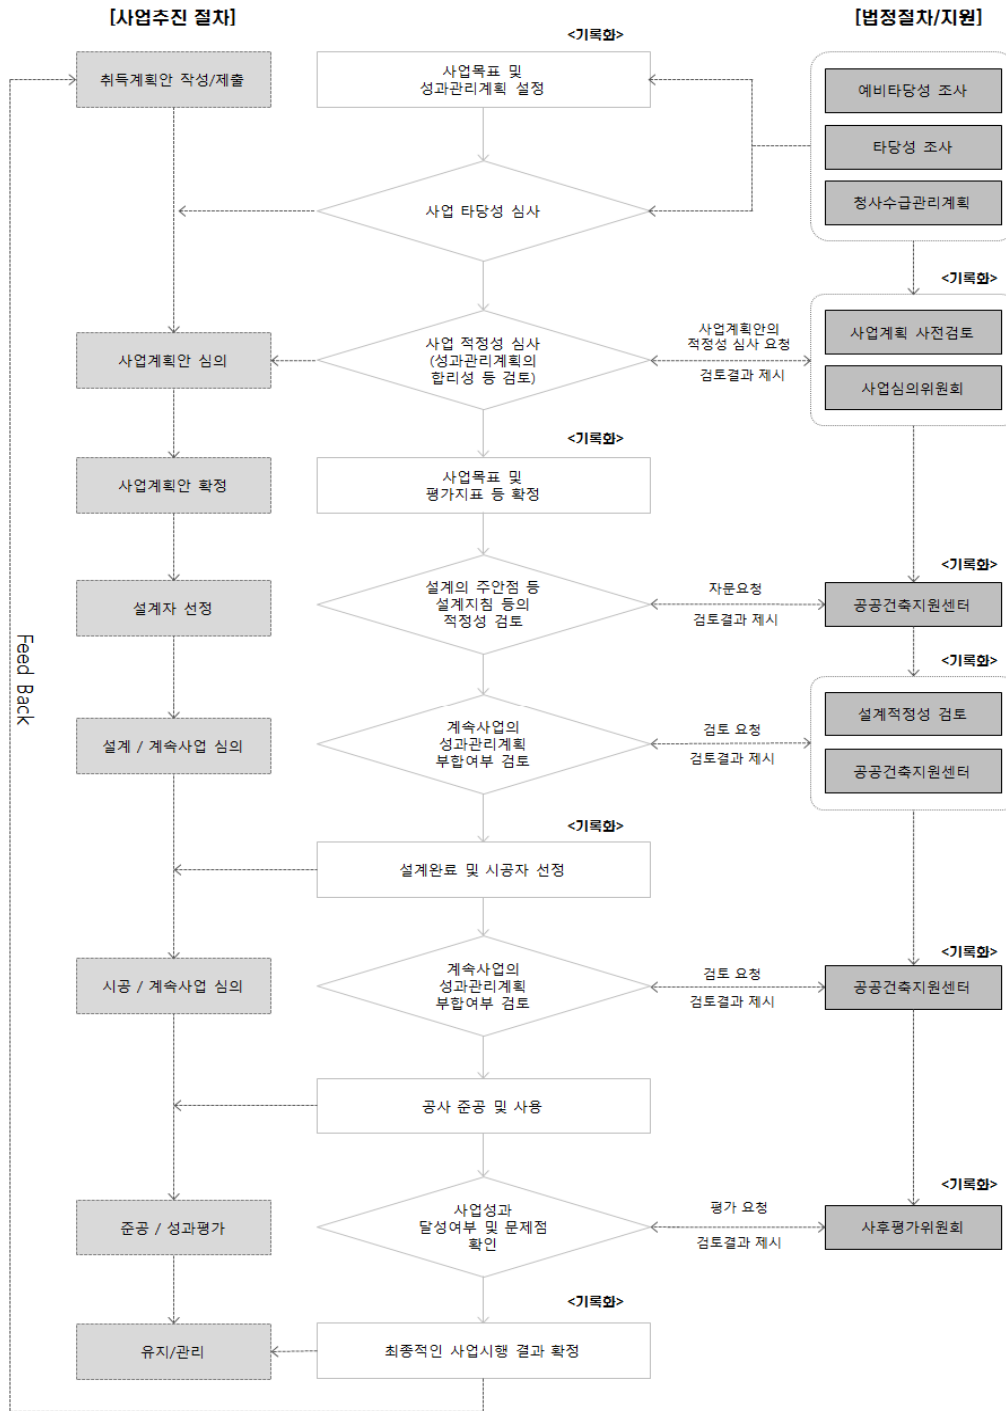 [사업추진 절차]
[법정절차/지원]
<기록화>
취득계획안 작성/제출
사업목표 및
성과관리계획 설정
예비타당성 조사
타당성 조사
청사수급관리계획
사업 타당성 심사
<기록화>
사업계획안 심의
사업 적정성 심사
(성과관리계획의
합리성 등 검토)
사업계획안의
적정성 심사 요청
검토결과 제시
사업계획 사전검토
사업심의위원회
<기록화>
사업계획안 확정
사업목표 및
평가지표 등 확정
<기록화>
설계자 선정
설계의 주안점 등
설계지침 등의
적정성 검토
자문요청
검토결과 제시
공공건축지원센터
<기록화>
Feed Back
설계 / 계속사업 심의
계속사업의
성과관리계획
부합여부 검토
검토 요청
검토결과 제시
설계적정성 검토
공공건축지원센터
<기록화>
설계완료 및 시공자 선정
<기록화>
시공 / 계속사업 심의
계속사업의
성과관리계획
부합여부 검토
검토 요청
검토결과 제시
공공건축지원센터
공사 준공 및 사용
<기록화>
준공 / 성과평가
사업성과
달성여부 및 문제점
확인
평가 요청
검토결과 제시
사후평가위원회
<기록화>
유지/관리
최종적인 사업시행 결과 확정